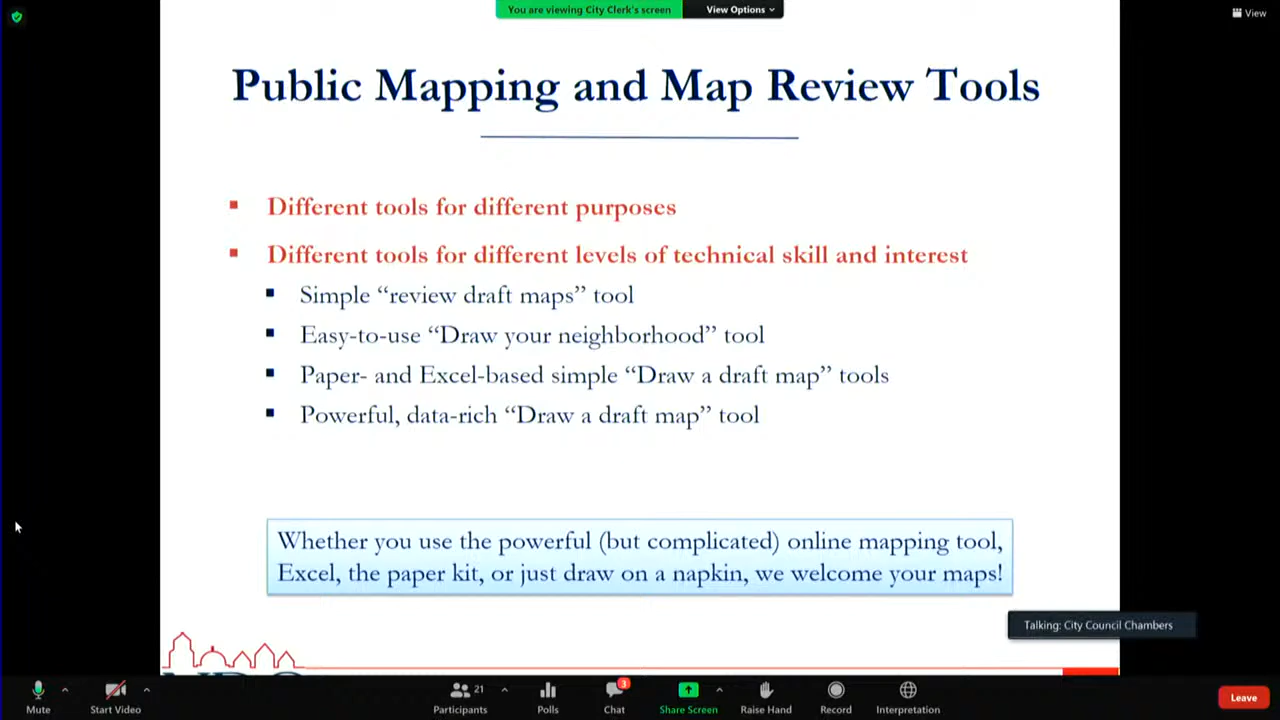 You are viewing City Clerk's screen View Options
View
Public Mapping and Map Review Tools
Different tools for different purposes
Different tools for different levels of technical skill and interest
Simple “review draft maps” tool
Easy-to-use “Draw your neighborhood” tool
Paper- and Excel-based simple “Draw a draft map” tools
Powerful, data-rich “Draw a draft map” tool
Whether you use the powerful (but complicated) online mapping tool,
Excel, the paper kit, or just draw on a napkin, we welcome your maps!
Talking: City Council Chambers
21
3
Mute Start Video Participants Polls Chat Share Screen Raise Hand Record Interpretation Leave